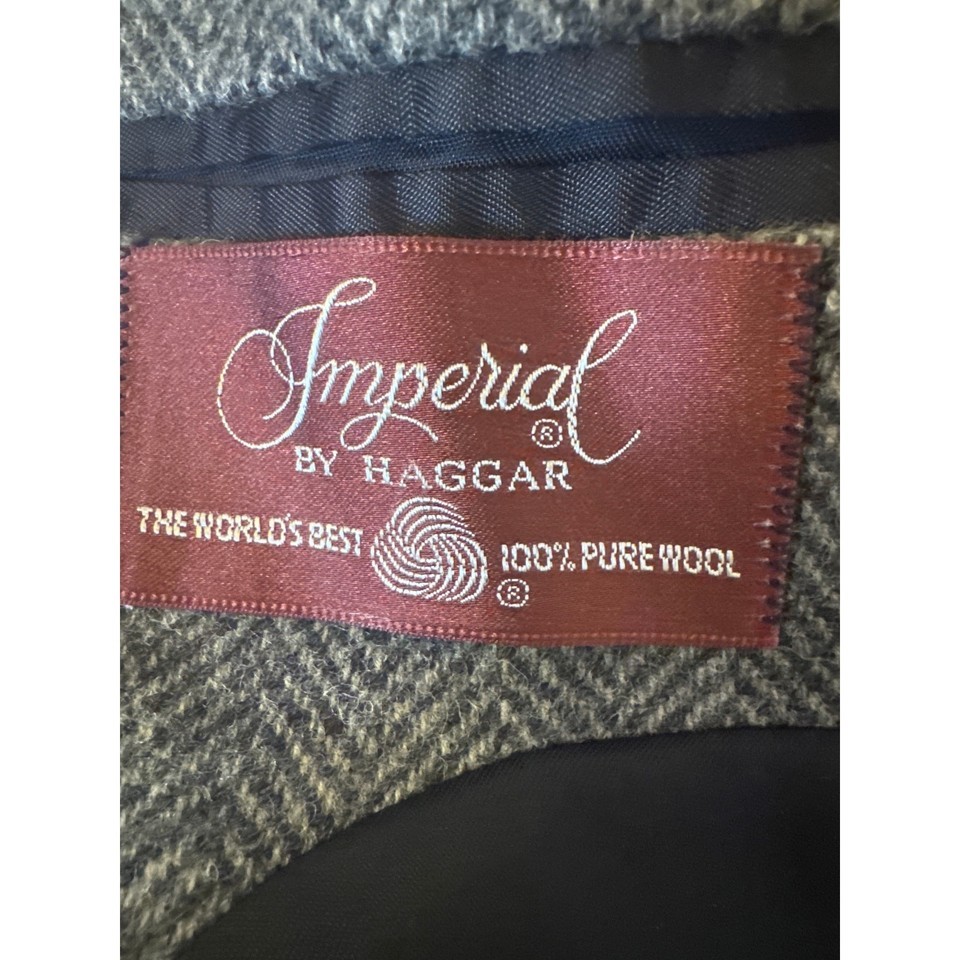 Imperial ®
BY HAGGAR
THE WORLD'S BEST 100% PURE WOOL
®